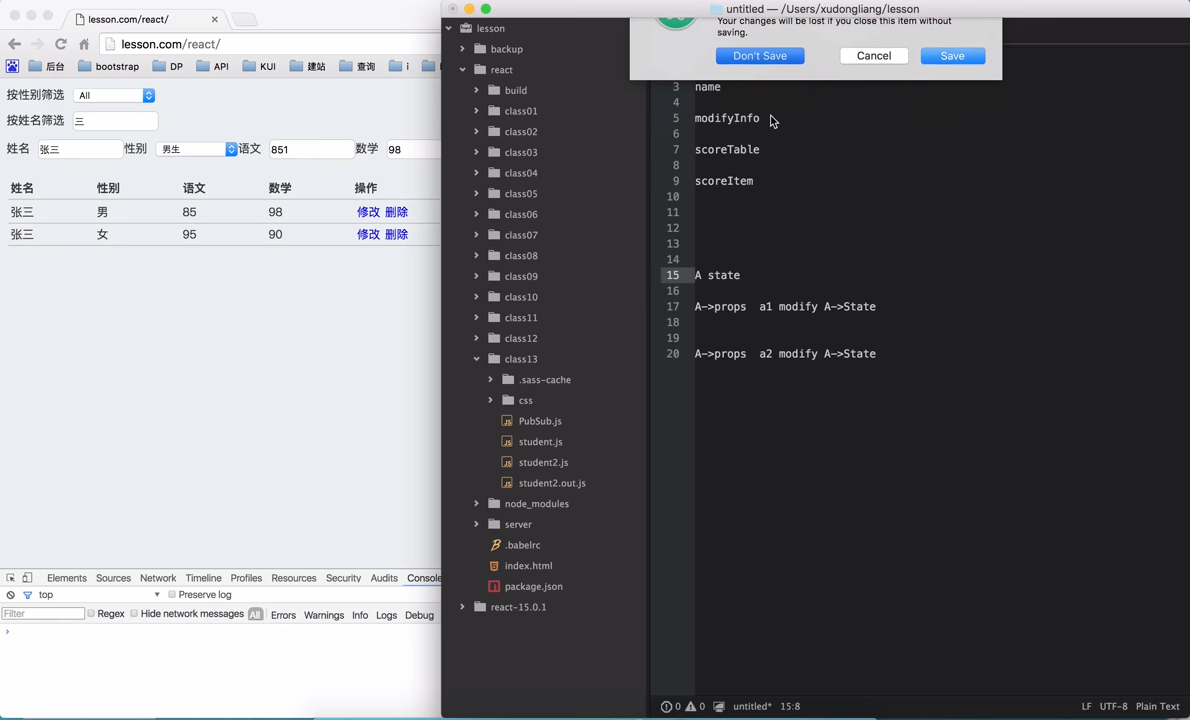 lesson.com/react/
lesson.com/react/
后台 bootstrap DP API KUI 建站 查询 i
按性别筛选 All
按姓名筛选 三
姓名 张三 性别 男生 语文 851 数学 98
姓名 性别 语文 数学 操作
张三 男 85 98 修改 删除
张三 女 95 90 修改 删除
Elements Sources Network Timeline Profiles Resources Security Audits Console
top Preserve log
Filter Regex Hide network messages All Errors Warnings Info Logs Debug
untitled — /Users/xudongliang/lesson
Your changes will be lost if you close this item without
saving.
Don't Save Cancel Save
lesson
backup
react
build
class01
class02
class03
class04
class05
class06
class07
class08
class09
class10
class11
class12
class13
.sass-cache
css
PubSub.js
student.js
student2.js
student2.out.js
node_modules
server
.babelrc
index.html
package.json
react-15.0.1
3 name
4
5 modifyInfo
6
7 scoreTable
8
9 scoreItem
10
11
12
13
14
15 A state
16
17 A->props a1 modify A->State
18
19
20 A->props a2 modify A->State
0 0 untitled* 15:8 LF UTF-8 Plain Text